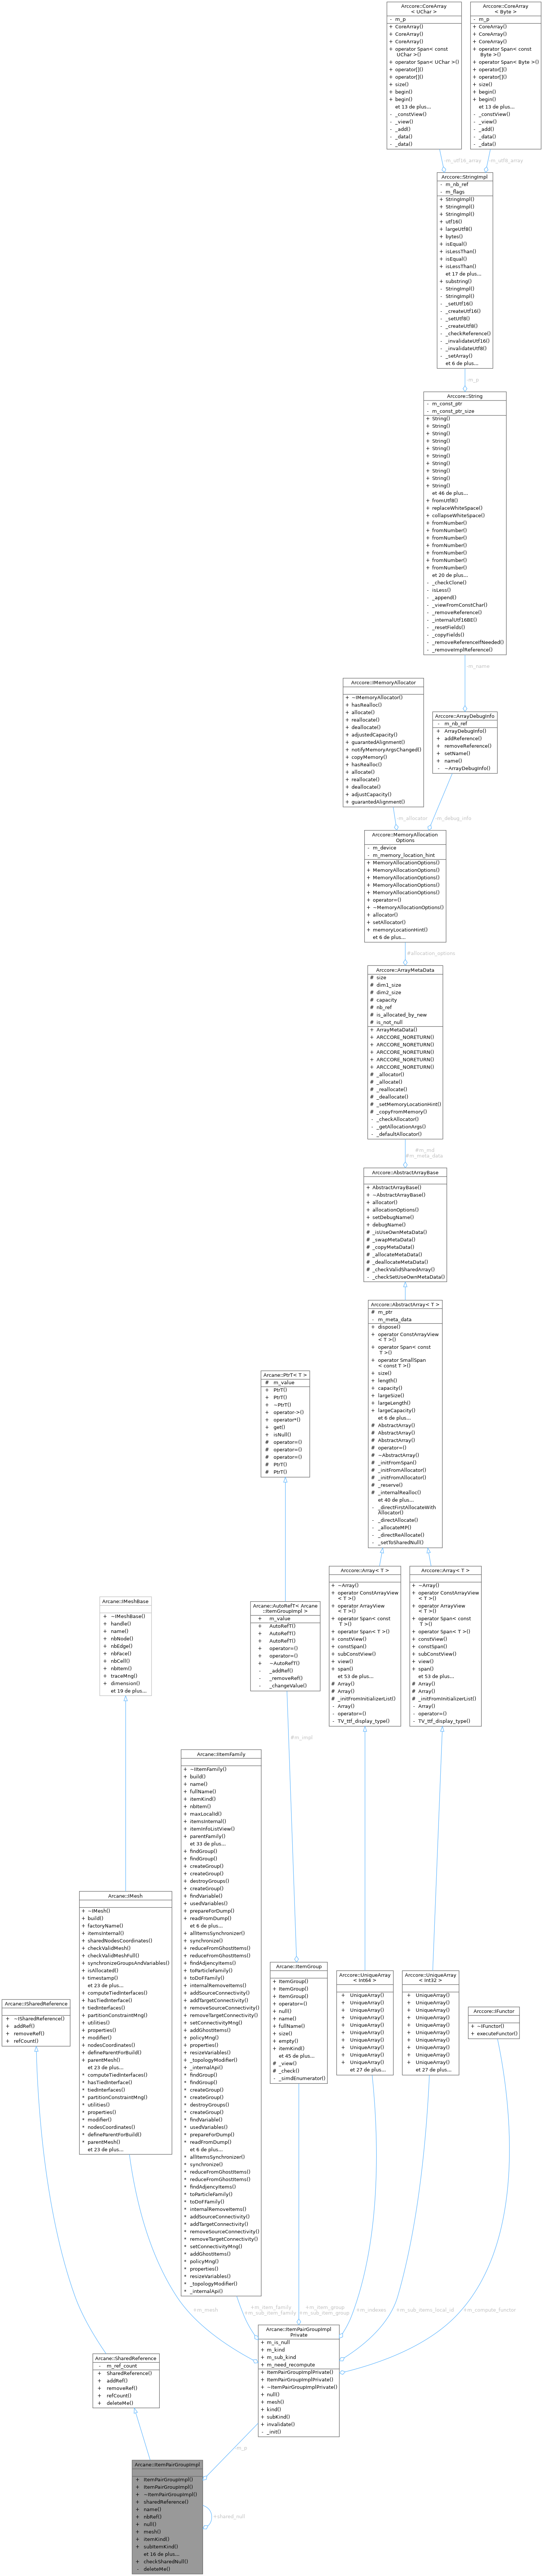 Arccore::CoreArray
< UChar >
- m_p
+ CoreArray()
+ CoreArray()
+ CoreArray()
+ operator Span< const
UChar >()
+ operator Span< UChar >()
+ operator[]()
+ operator[]()
+ size()
+ begin()
+ begin()
et 13 de plus...
- _constView()
- _view()
- _add()
- _data()
- _data()
Arccore::CoreArray
< Byte >
- m_p
+ CoreArray()
+ CoreArray()
+ CoreArray()
+ operator Span< const
Byte >()
+ operator Span< Byte >()
+ operator[]()
+ operator[]()
+ size()
+ begin()
+ begin()
et 13 de plus...
- _constView()
- _view()
- _add()
- _data()
- _data()
-m_utf16_array
-m_utf8_array
Arccore::StringImpl
- m_nb_ref
- m_flags
+ StringImpl()
+ StringImpl()
+ StringImpl()
+ utf16()
+ largeUtf8()
+ bytes()
+ isEqual()
+ isLessThan()
+ isEqual()
+ isLessThan()
et 17 de plus...
+ substring()
- StringImpl()
- StringImpl()
- _setUtf16()
- _createUtf16()
- _setUtf8()
- _createUtf8()
- _checkReference()
- _invalidateUtf16()
- _invalidateUtf8()
- _setArray()
et 6 de plus...
-m_p
Arccore::String
- m_const_ptr
- m_const_ptr_size
+ String()
+ String()
+ String()
+ String()
+ String()
+ String()
+ String()
+ String()
+ String()
+ String()
et 46 de plus...
+ fromUtf8()
+ replaceWhiteSpace()
+ collapseWhiteSpace()
+ fromNumber()
+ fromNumber()
+ fromNumber()
+ fromNumber()
+ fromNumber()
+ fromNumber()
+ fromNumber()
et 20 de plus...
- _checkClone()
- isLess()
- _append()
- _viewFromConstChar()
- _removeReference()
- _internalUtf16BE()
- _resetFields()
- _copyFields()
- _removeReferenceIfNeeded()
- _removeImplReference()
-m_name
Arccore::IMemoryAllocator
+ ~IMemoryAllocator()
+ hasRealloc()
+ allocate()
+ reallocate()
+ deallocate()
+ adjustedCapacity()
+ guarantedAlignment()
+ notifyMemoryArgsChanged()
+ copyMemory()
+ hasRealloc()
+ allocate()
+ reallocate()
+ deallocate()
+ adjustCapacity()
+ guarantedAlignment()
Arccore::ArrayDebugInfo
- m_nb_ref
+ ArrayDebugInfo()
+ addReference()
+ removeReference()
+ setName()
+ name()
- ~ArrayDebugInfo()
-m_allocator
-m_debug_info
Arccore::MemoryAllocation
Options
- m_device
- m_memory_location_hint
+ MemoryAllocationOptions()
+ MemoryAllocationOptions()
+ MemoryAllocationOptions()
+ MemoryAllocationOptions()
+ MemoryAllocationOptions()
+ operator=()
+ ~MemoryAllocationOptions()
+ allocator()
+ setAllocator()
+ memoryLocationHint()
et 6 de plus...
#allocation_options
Arccore::ArrayMetaData
# size
# dim1_size
# dim2_size
# capacity
# nb_ref
# is_allocated_by_new
# is_not_null
+ ArrayMetaData()
+ ARCCORE_NORETURN()
+ ARCCORE_NORETURN()
+ ARCCORE_NORETURN()
+ ARCCORE_NORETURN()
+ ARCCORE_NORETURN()
# _allocator()
# _allocate()
# _reallocate()
# _deallocate()
# _setMemoryLocationHint()
# _copyFromMemory()
- _checkAllocator()
- _getAllocationArgs()
- _defaultAllocator()
#m_md
#m_meta_data
Arccore::AbstractArrayBase
+ AbstractArrayBase()
+ ~AbstractArrayBase()
+ allocator()
+ allocationOptions()
+ setDebugName()
+ debugName()
# _isUseOwnMetaData()
# _swapMetaData()
# _copyMetaData()
# _allocateMetaData()
# _deallocateMetaData()
# _checkValidSharedArray()
- _checkSetUseOwnMetaData()
Arccore::AbstractArray< T >
# m_ptr
- m_meta_data
+ dispose()
+ operator ConstArrayView
< T >()
+ operator Span< const
T >()
+ operator SmallSpan
< const T >()
+ size()
+ length()
+ capacity()
+ largeSize()
+ largeLength()
+ largeCapacity()
et 6 de plus...
# AbstractArray()
# AbstractArray()
# AbstractArray()
# operator=()
# ~AbstractArray()
# _initFromSpan()
# _initFromAllocator()
# _initFromAllocator()
# _reserve()
# _internalRealloc()
et 40 de plus...
- _directFirstAllocateWith
Allocator()
- _directAllocate()
- _allocateMP()
- _directReAllocate()
- _setToSharedNull()
Arcane::PtrT< T >
# m_value
+ PtrT()
+ PtrT()
+ ~PtrT()
+ operator->()
+ operator*()
+ get()
+ isNull()
# operator=()
# operator=()
# operator=()
# PtrT()
# PtrT()
Arccore::Array< T >
+ ~Array()
+ operator ConstArrayView
< T >()
+ operator ArrayView
< T >()
+ operator Span< const
T >()
+ operator Span< T >()
+ constView()
+ constSpan()
+ subConstView()
+ view()
+ span()
et 53 de plus...
# Array()
# Array()
# _initFromInitializerList()
- Array()
- operator=()
- TV_ttf_display_type()
Arccore::Array< T >
+ ~Array()
+ operator ConstArrayView
< T >()
+ operator ArrayView
< T >()
+ operator Span< const
T >()
+ operator Span< T >()
+ constView()
+ constSpan()
+ subConstView()
+ view()
+ span()
et 53 de plus...
# Array()
# Array()
# _initFromInitializerList()
- Array()
- operator=()
- TV_ttf_display_type()
Arcane::IMeshBase
+ ~IMeshBase()
+ handle()
+ name()
+ nbNode()
+ nbEdge()
+ nbFace()
+ nbCell()
+ nbItem()
+ traceMng()
+ dimension()
et 19 de plus...
Arcane::AutoRefT< Arcane
::ItemGroupImpl >
+ m_value
+ AutoRefT()
+ AutoRefT()
+ AutoRefT()
+ operator=()
+ operator=()
+ ~AutoRefT()
- _addRef()
- _removeRef()
- _changeValue()
#m_impl
Arcane::IItemFamily
+ ~IItemFamily()
+ build()
+ name()
+ fullName()
+ itemKind()
+ nbItem()
+ maxLocalId()
+ itemsInternal()
+ itemInfoListView()
+ parentFamily()
et 33 de plus...
+ findGroup()
+ findGroup()
+ createGroup()
+ createGroup()
+ destroyGroups()
+ createGroup()
+ findVariable()
+ usedVariables()
+ prepareForDump()
+ readFromDump()
et 6 de plus...
* allItemsSynchronizer()
* synchronize()
* reduceFromGhostItems()
* reduceFromGhostItems()
* findAdjencyItems()
* toParticleFamily()
* toDoFFamily()
* internalRemoveItems()
* addSourceConnectivity()
* addTargetConnectivity()
* removeSourceConnectivity()
* removeTargetConnectivity()
* setConnectivityMng()
* addGhostItems()
* policyMng()
* properties()
* resizeVariables()
* _topologyModifier()
* _internalApi()
* findGroup()
* findGroup()
* createGroup()
* createGroup()
* destroyGroups()
* createGroup()
* findVariable()
* usedVariables()
* prepareForDump()
* readFromDump()
et 6 de plus...
* allItemsSynchronizer()
* synchronize()
* reduceFromGhostItems()
* reduceFromGhostItems()
* findAdjencyItems()
* toParticleFamily()
* toDoFFamily()
* internalRemoveItems()
* addSourceConnectivity()
* addTargetConnectivity()
* removeSourceConnectivity()
* removeTargetConnectivity()
* setConnectivityMng()
* addGhostItems()
* policyMng()
* properties()
* resizeVariables()
* _topologyModifier()
* _internalApi()
Arcane::IMesh
+ ~IMesh()
+ build()
+ factoryName()
+ itemsInternal()
+ sharedNodesCoordinates()
+ checkValidMesh()
+ checkValidMeshFull()
+ synchronizeGroupsAndVariables()
+ isAllocated()
+ timestamp()
et 23 de plus...
* computeTiedInterfaces()
* hasTiedInterface()
* tiedInterfaces()
* partitionConstraintMng()
* utilities()
* properties()
* modifier()
* nodesCoordinates()
* defineParentForBuild()
* parentMesh()
et 23 de plus...
* computeTiedInterfaces()
* hasTiedInterface()
* tiedInterfaces()
* partitionConstraintMng()
* utilities()
* properties()
* modifier()
* nodesCoordinates()
* defineParentForBuild()
* parentMesh()
et 23 de plus...
Arcane::ItemGroup
+ ItemGroup()
+ ItemGroup()
+ ItemGroup()
+ operator=()
+ null()
+ name()
+ fullName()
+ size()
+ empty()
+ itemKind()
et 45 de plus...
# _view()
# _check()
- _simdEnumerator()
Arccore::UniqueArray
< Int64 >
+ UniqueArray()
+ UniqueArray()
+ UniqueArray()
+ UniqueArray()
+ UniqueArray()
+ UniqueArray()
+ UniqueArray()
+ UniqueArray()
+ UniqueArray()
+ UniqueArray()
et 27 de plus...
Arccore::UniqueArray
< Int32 >
+ UniqueArray()
+ UniqueArray()
+ UniqueArray()
+ UniqueArray()
+ UniqueArray()
+ UniqueArray()
+ UniqueArray()
+ UniqueArray()
+ UniqueArray()
+ UniqueArray()
et 27 de plus...
Arccore::IFunctor
+ ~IFunctor()
+ executeFunctor()
Arccore::ISharedReference
+ ~ISharedReference()
+ addRef()
+ removeRef()
+ refCount()
+m_mesh
+m_item_family
+m_sub_item_family
+m_item_group
+m_sub_item_group
+m_indexes
+m_sub_items_local_id
+m_compute_functor
Arcane::ItemPairGroupImpl
Private
+ m_is_null
+ m_kind
+ m_sub_kind
+ m_need_recompute
+ ItemPairGroupImplPrivate()
+ ItemPairGroupImplPrivate()
+ ~ItemPairGroupImplPrivate()
+ null()
+ mesh()
+ kind()
+ subKind()
+ invalidate()
- _init()
Arcane::SharedReference
- m_ref_count
+ SharedReference()
+ addRef()
+ removeRef()
+ refCount()
+ deleteMe()
-m_p
Arcane::ItemPairGroupImpl
+ ItemPairGroupImpl()
+ ItemPairGroupImpl()
+ ~ItemPairGroupImpl()
+ sharedReference()
+ name()
+ nbRef()
+ null()
+ mesh()
+ itemKind()
+ subItemKind()
et 16 de plus...
+ checkSharedNull()
- deleteMe()
+shared_null